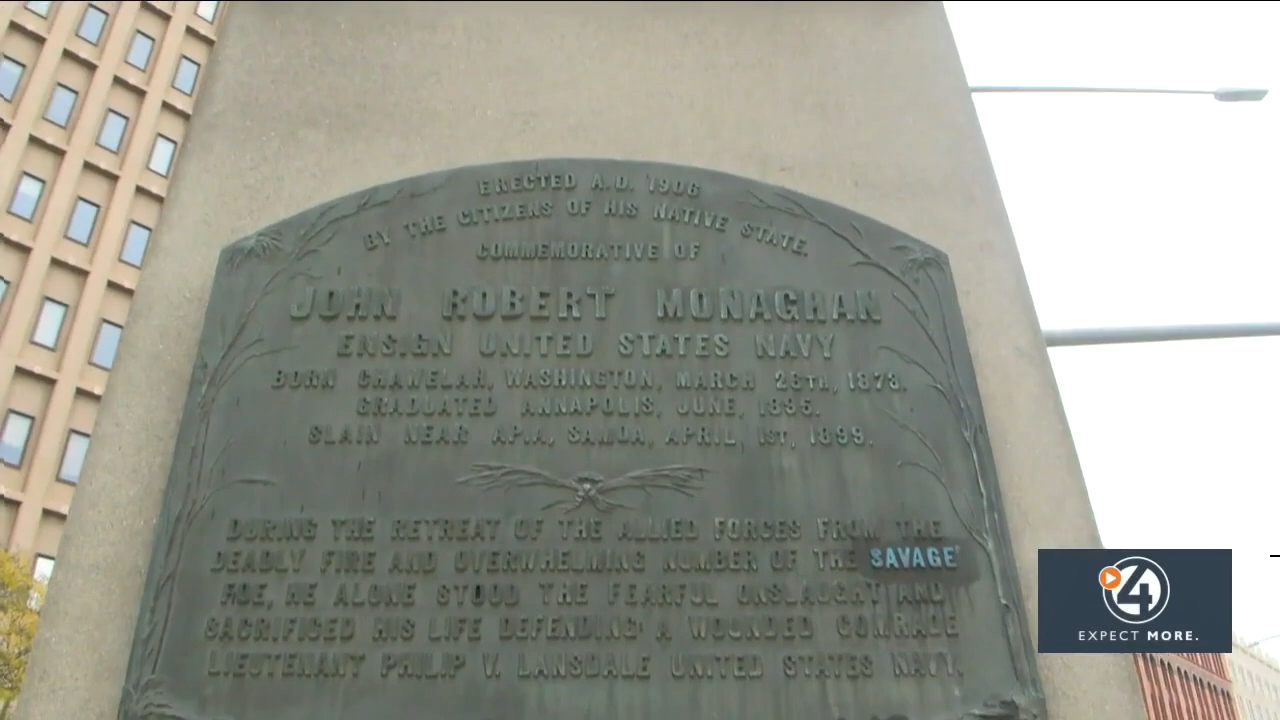 ERECTED A.D. 1906
BY THE CITIZENS OF HIS NATIVE STATE.
COMMEMORATIVE OF
JOHN ROBERT MONAGHAN
ENSIGN UNITED STATES NAVY
BORN CHAWELAH, WASHINGTON, MARCH 26TH, 1873.
GRADUATED ANNAPOLIS, JUNE, 1895.
SLAIN NEAR APIA, SAMOA, APRIL, 1ST, 1899.
DURING THE RETREAT OF THE ALLIED FORCES FROM THE
DEADLY FIRE AND OVERWHELMING NUMBER OF THE SAVAGE
FOE, HE ALONE STOOD THE FEARFUL ONSLAUGHT AND
SACRIFICED HIS LIFE DEFENDING A WOUNDED COMRADE
LIEUTENANT PHILIP V. LANSDALE UNITED STATES NAVY.
4
EXPECT MORE.